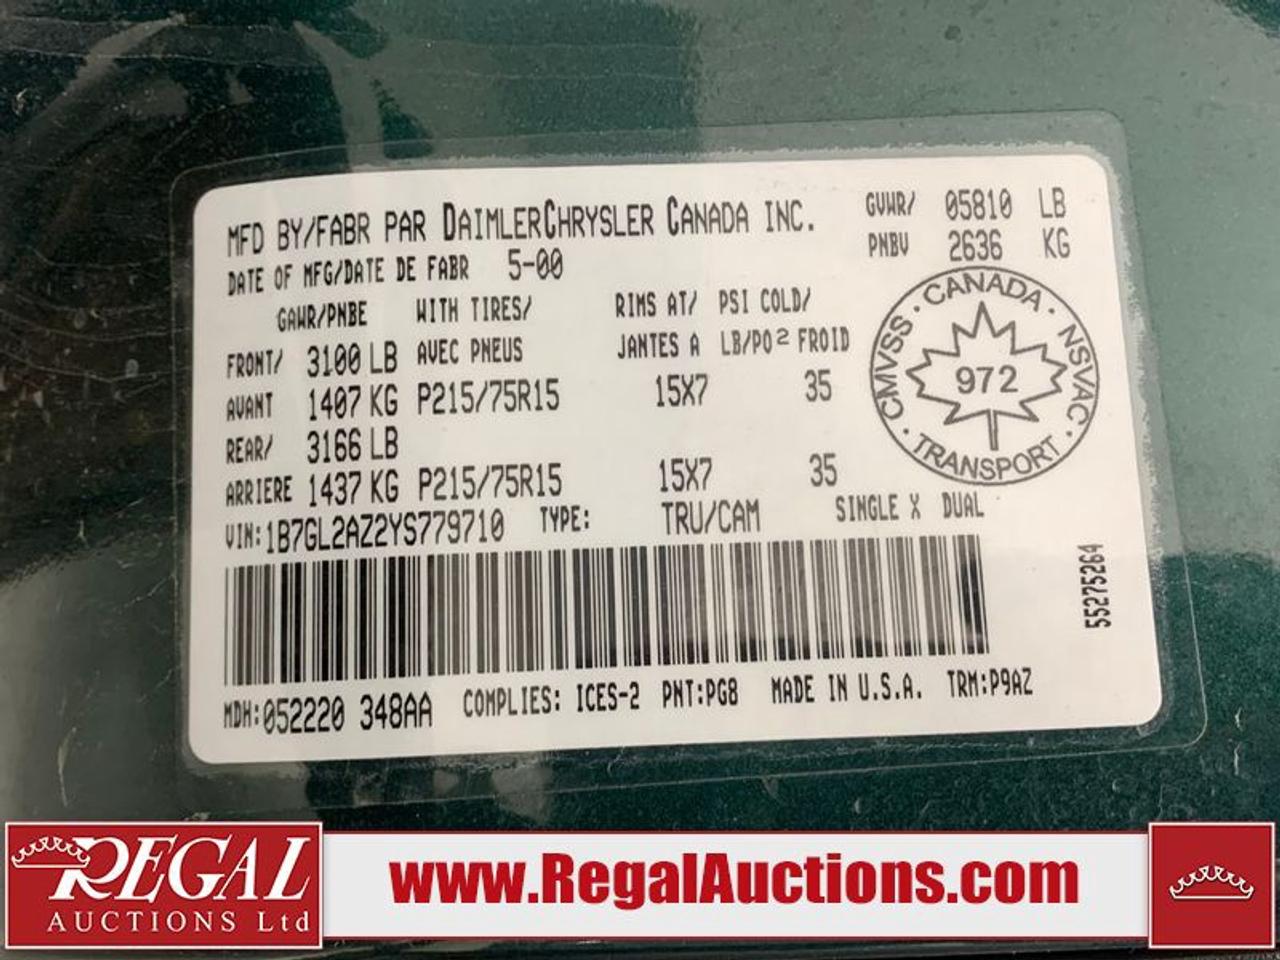 MFD BY/FABR PAR DAIMLERCHRYSLER CANADA INC.
GVWR/ 05810 LB
PNBV 2636 KG
DATE OF MFG/DATE DE FABR 5-00
GAWR/PNBE WITH TIRES/ RIMS AT/ PSI COLD/
FRONT/ 3100 LB AVEC PNEUS JANTES A LB/PO² FROID
AVANT 1407 KG P215/75R15 15X7 35
REAR/ 3166 LB
ARRIERE 1437 KG P215/75R15 15X7 35
CMVSS · CANADA · NSVAC · TRANSPORT ·
972
VIN:1B7GL2AZ2YS779710 TYPE: TRU/CAM SINGLE X DUAL
55275264
MDH:052220 348AA COMPLIES: ICES-2 PNT:PG8 MADE IN U.S.A. TRM:P9AZ
REGAL
AUCTIONS Ltd
www.RegalAuctions.com